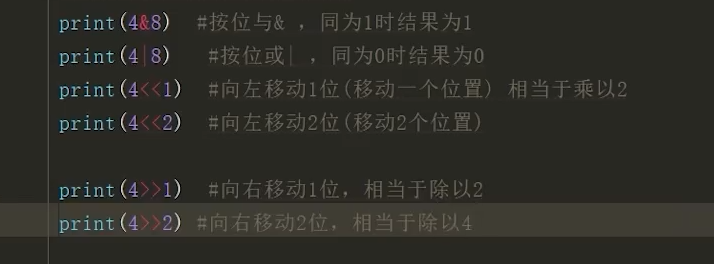 print(4&8)  #按位与& ，同为1时结果为1
print(4|8)   #按位或| ，同为0时结果为0
print(4<<1)  #向左移动1位(移动一个位置) 相当于乘以2
print(4<<2)  #向左移动2位(移动2个位置)
print(4>>1)  #向右移动1位，相当于除以2
print(4>>2) #向右移动2位，相当于除以4